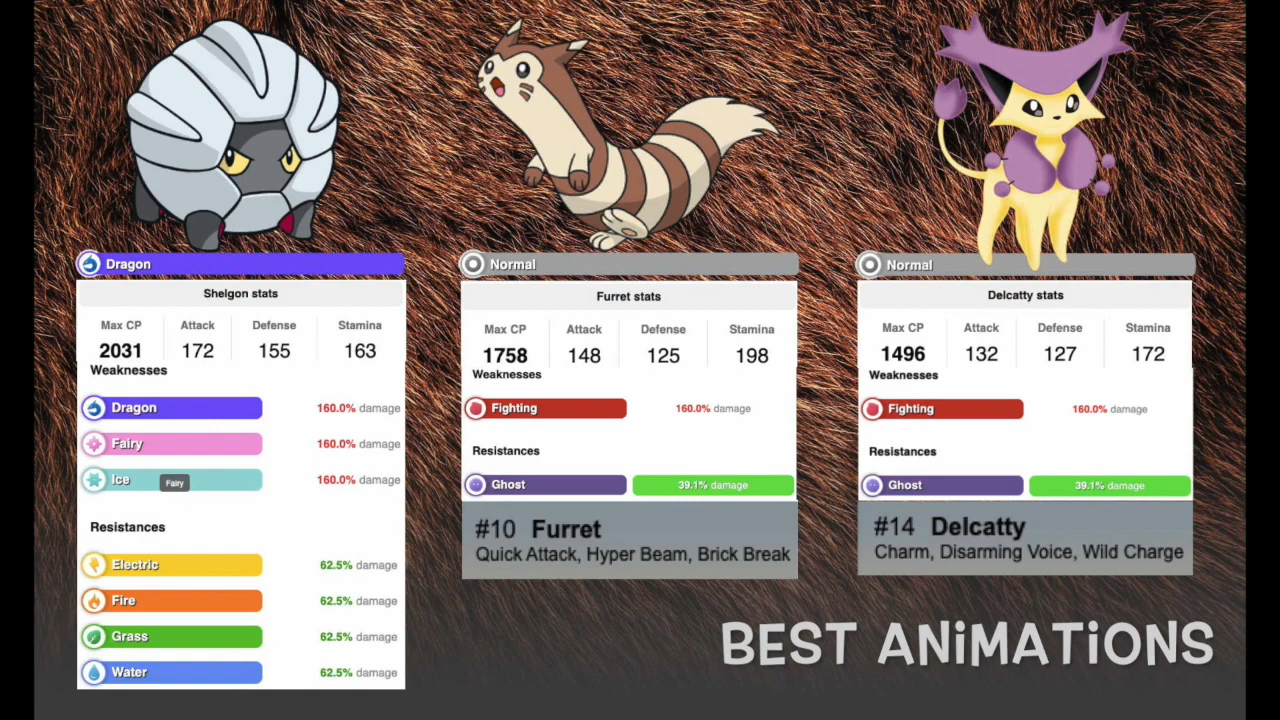 Dragon
Shelgon stats
Max CP Attack Defense Stamina
2031 172 155 163
Weaknesses
Dragon 160.0% damage
Fairy 160.0% damage
Ice Fairy 160.0% damage
Resistances
Electric 62.5% damage
Fire 62.5% damage
Grass 62.5% damage
Water 62.5% damage
Normal
Furret stats
Max CP Attack Defense Stamina
1758 148 125 198
Weaknesses
Fighting 160.0% damage
Resistances
Ghost 39.1% damage
#10 Furret
Quick Attack, Hyper Beam, Brick Break
Normal
Delcatty stats
Max CP Attack Defense Stamina
1496 132 127 172
Weaknesses
Fighting 160.0% damage
Resistances
Ghost 39.1% damage
#14 Delcatty
Charm, Disarming Voice, Wild Charge
BEST ANiMATiONS